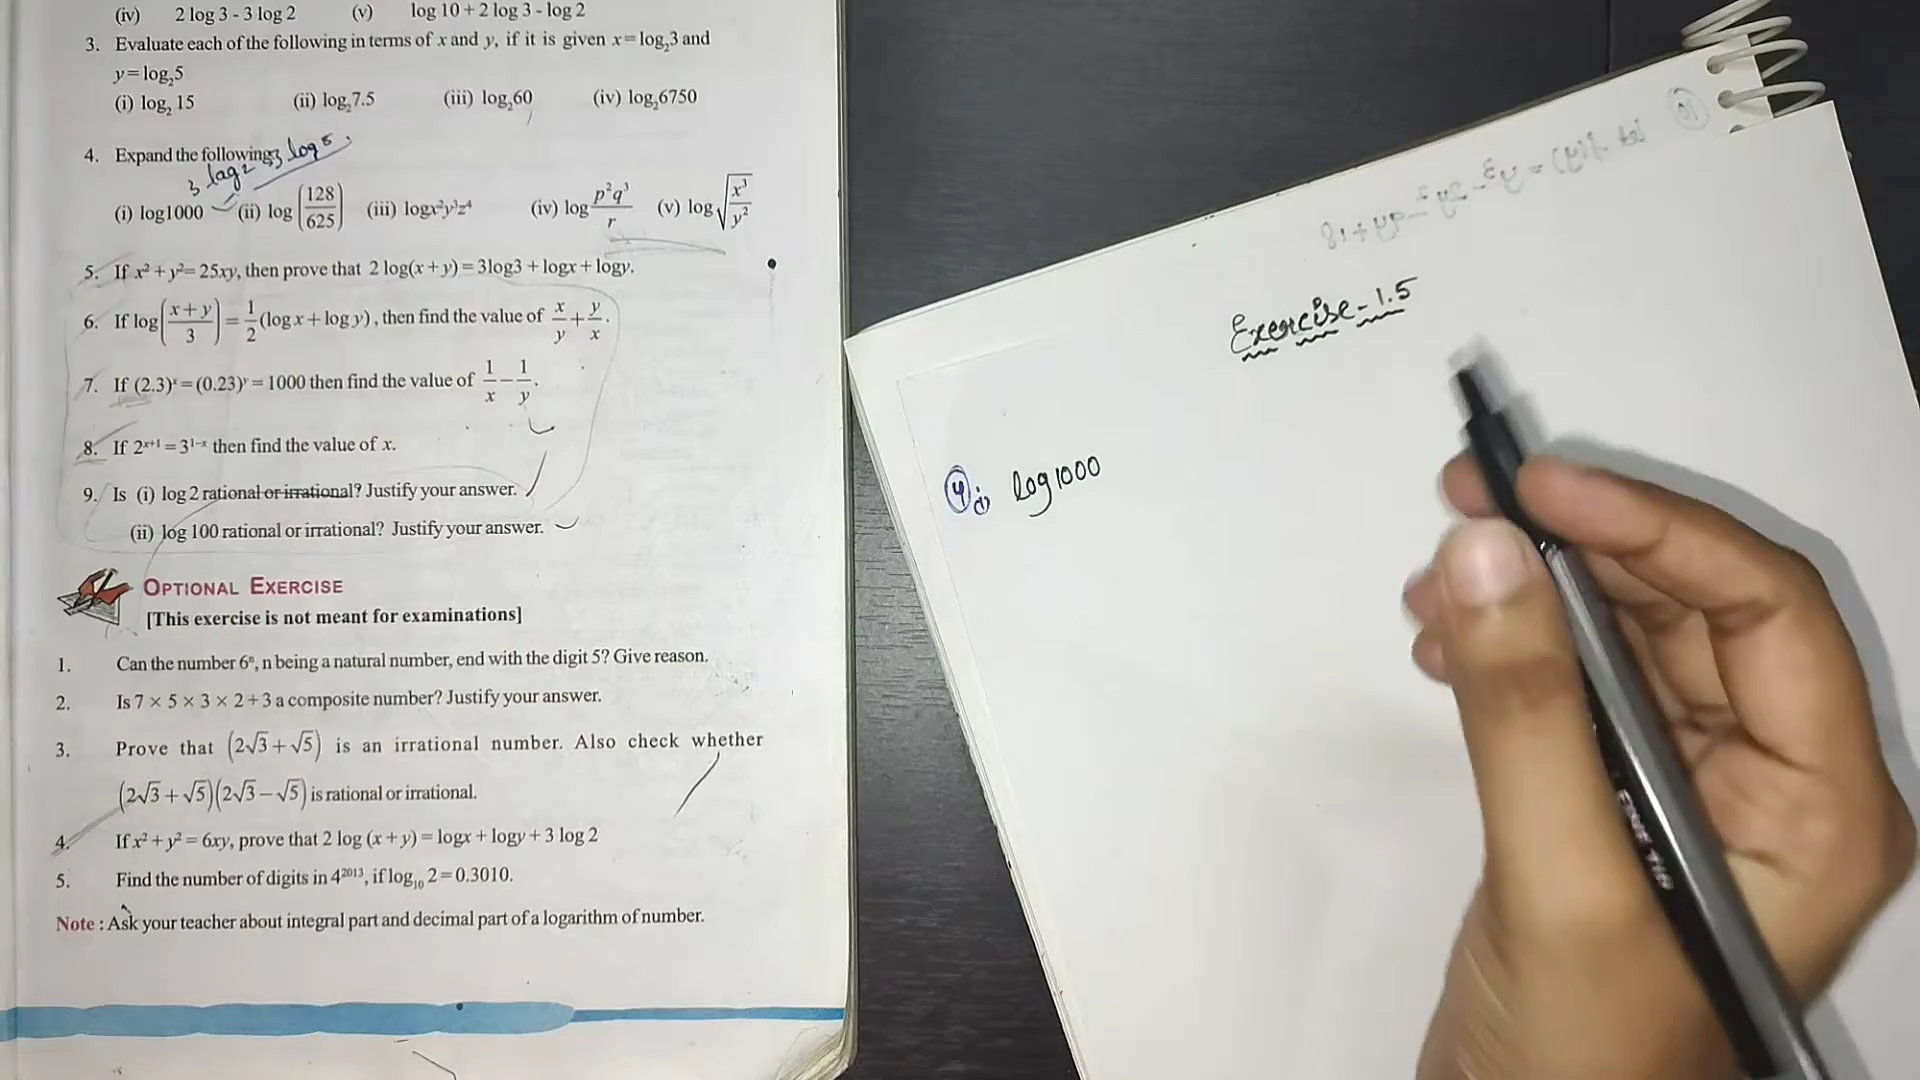 (iv) 2 log 3 - 3 log 2 (v) log 10 + 2 log 3 - log 2
3. Evaluate each of the following in terms of x and y, if it is given x = log₂3 and
y = log₂5
(i) log₂ 15 (ii) log₂7.5 (iii) log₂60 (iv) log₂6750
4. Expand the following
3 log 2 3 log 5
(i) log1000 (ii) log (128/625) (iii) logx²y³z⁴ (iv) log p²q³/r (v) log √(x³/y²)
5. If x² + y² = 25xy, then prove that 2 log(x + y) = 3log3 + logx + logy.
6. If log (x + y / 3) = 1/2 (log x + log y), then find the value of x/y + y/x.
7. If (2.3)ˣ = (0.23)ʸ = 1000 then find the value of 1/x − 1/y.
8. If 2ˣ⁺¹ = 3¹⁻ˣ then find the value of x.
9. Is (i) log 2 rational or irrational? Justify your answer.
(ii) log 100 rational or irrational? Justify your answer.
OPTIONAL EXERCISE
[This exercise is not meant for examinations]
1. Can the number 6ⁿ, n being a natural number, end with the digit 5? Give reason.
2. Is 7 × 5 × 3 × 2 + 3 a composite number? Justify your answer.
3. Prove that (2√3 + √5) is an irrational number. Also check whether
(2√3 + √5)(2√3 − √5) is rational or irrational.
4. If x² + y² = 6xy, prove that 2 log (x + y) = logx + logy + 3 log 2
5. Find the number of digits in 4²⁰¹³, if log₁₀ 2 = 0.3010.
Note : Ask your teacher about integral part and decimal part of a logarithm of number.
Exercise - 1.5
4 (i) log 1000